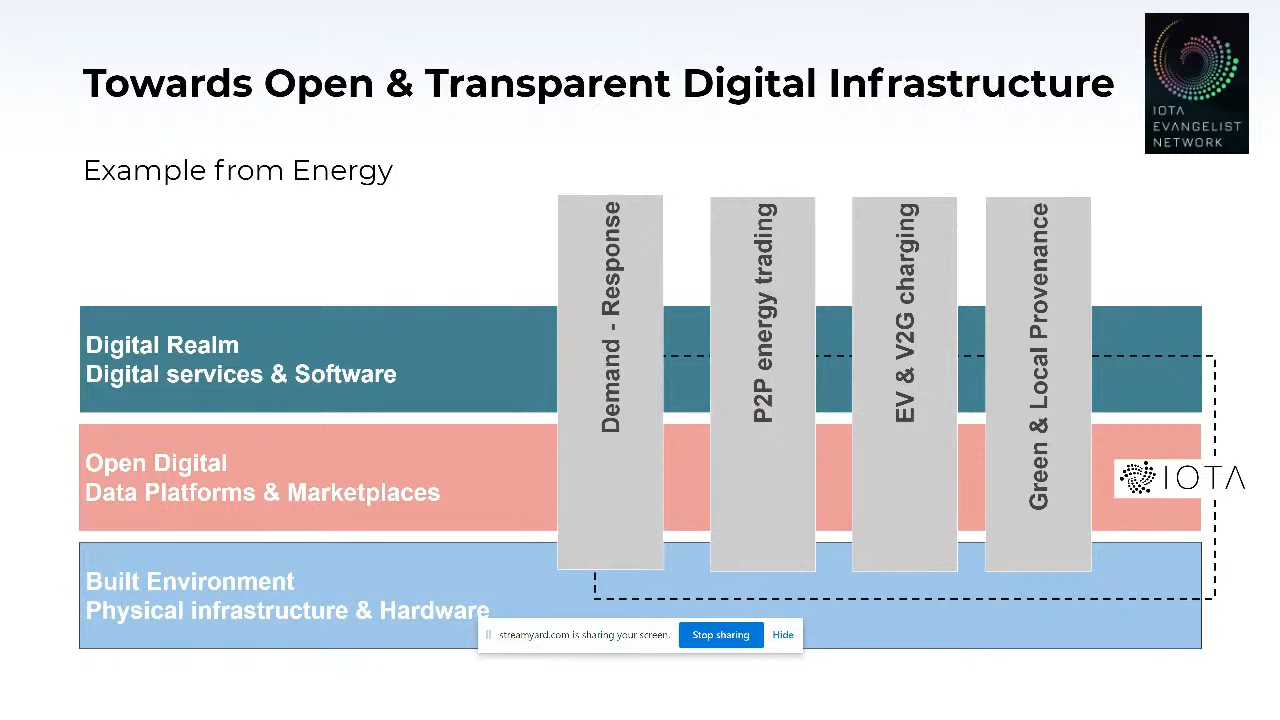 Towards Open & Transparent Digital Infrastructure
IOTA
EVANGELIST
NETWORK
Example from Energy
Demand - Response
P2P energy trading
EV & V2G charging
Green & Local Provenance
Digital Realm
Digital services & Software
Open Digital
Data Platforms & Marketplaces
IOTA
Built Environment
Physical infrastructure & Hardware
streamyard.com is sharing your screen. Stop sharing Hide